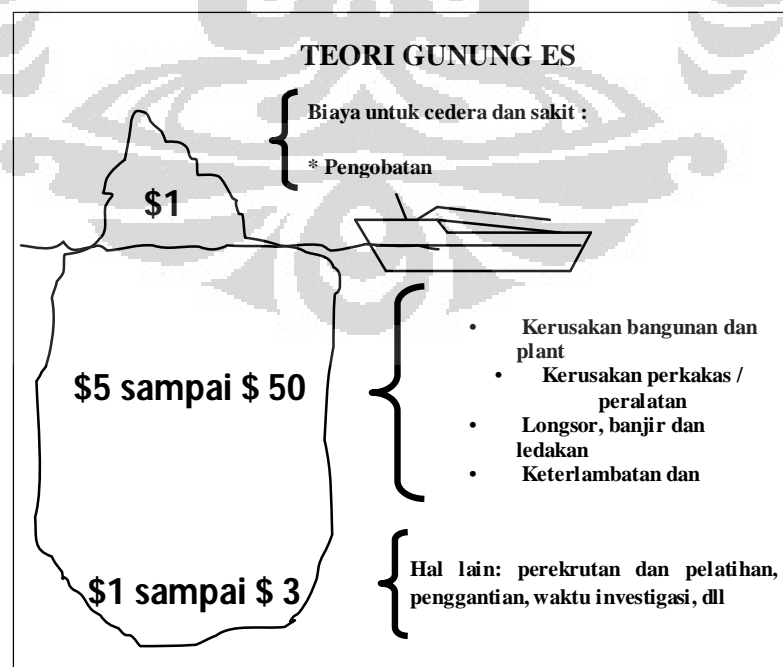 TEORI GUNUNG ES
Biaya untuk cedera dan sakit :
* Pengobatan
$1
$5 sampai $ 50
• Kerusakan bangunan dan
plant
• Kerusakan perkakas /
peralatan
• Longsor, banjir dan
ledakan
• Keterlambatan dan
$1 sampai $ 3
Hal lain: perekrutan dan pelatihan,
penggantian, waktu investigasi, dll